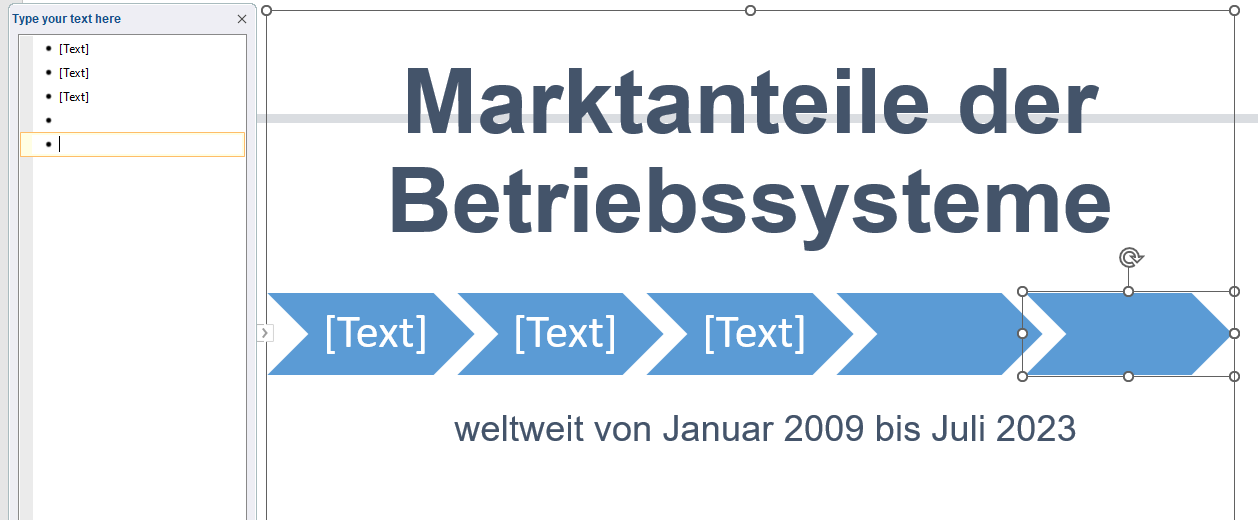 Type your text here
[Text]
[Text]
[Text]
Marktanteile der
Betriebssysteme
[Text] [Text] [Text]
weltweit von Januar 2009 bis Juli 2023